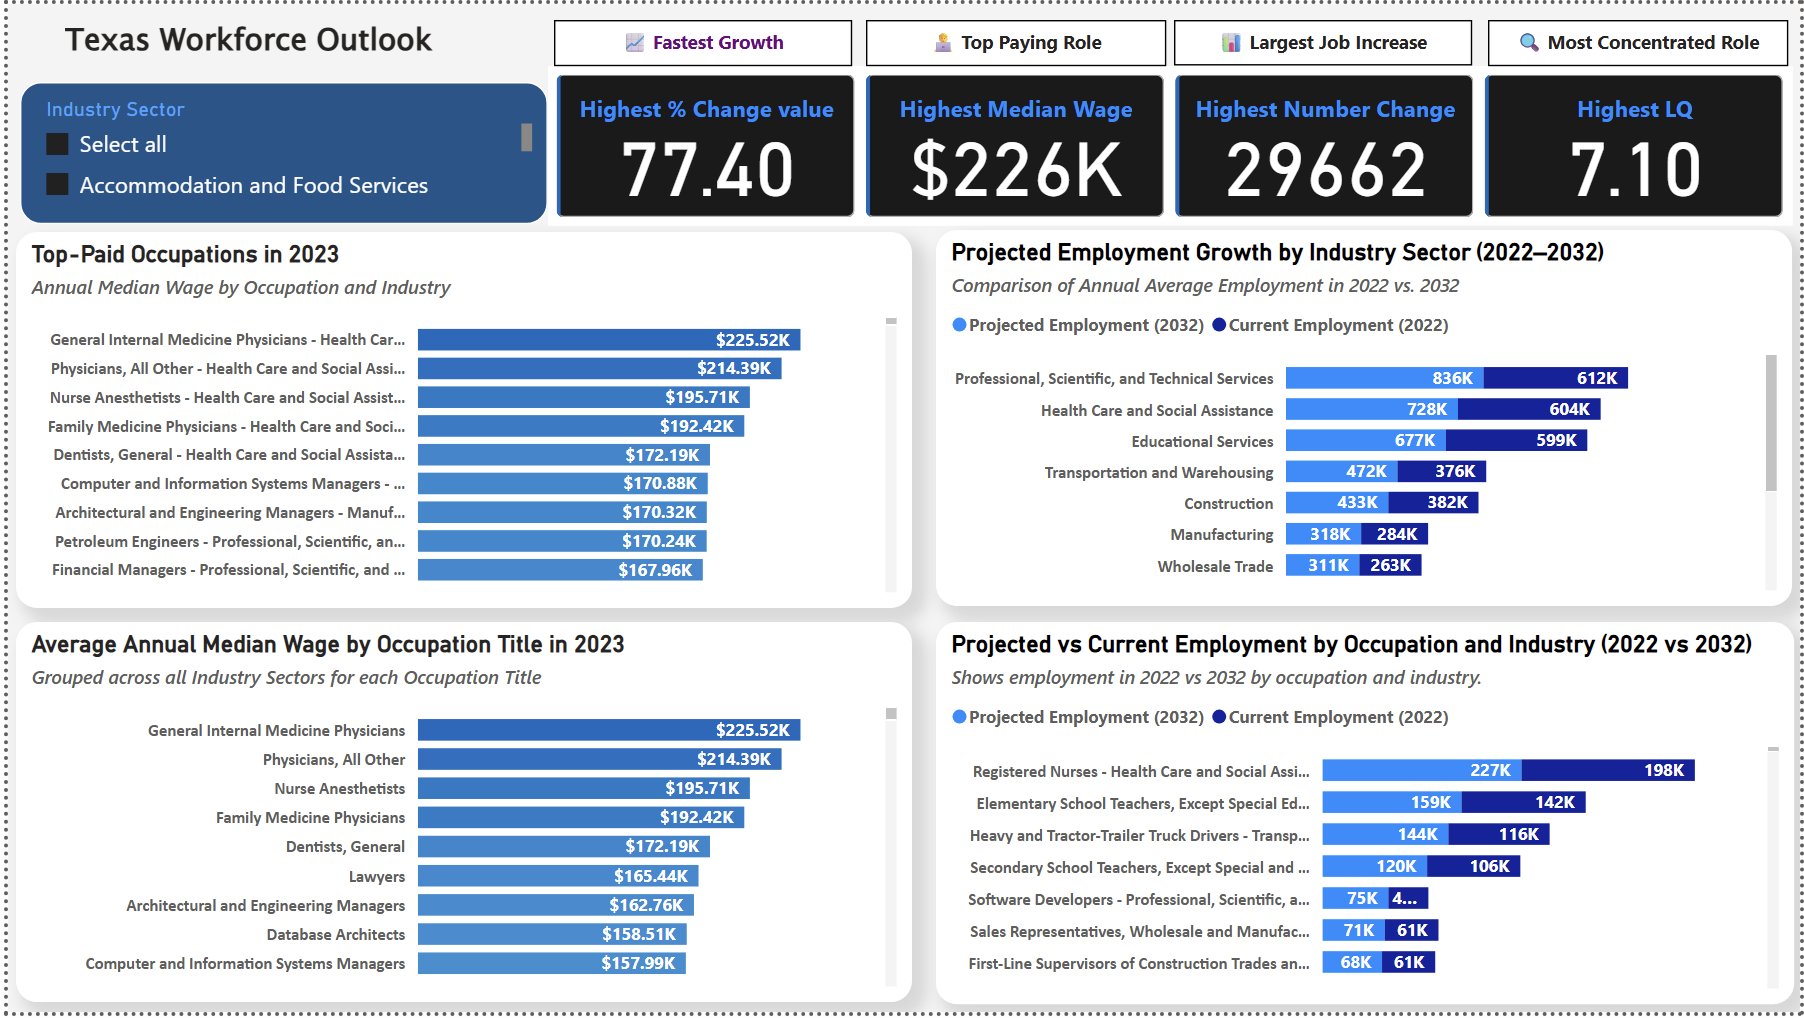 Texas Workforce Outlook
Fastest Growth
Top Paying Role
Largest Job Increase
Most Concentrated Role
Industry Sector
Select all
Accommodation and Food Services
Highest % Change value
77.40
Highest Median Wage
$226K
Highest Number Change
29662
Highest LQ
7.10
Top-Paid Occupations in 2023
Annual Median Wage by Occupation and Industry
General Internal Medicine Physicians - Health Car... $225.52K
Physicians, All Other - Health Care and Social Assi... $214.39K
Nurse Anesthetists - Health Care and Social Assist... $195.71K
Family Medicine Physicians - Health Care and Soci... $192.42K
Dentists, General - Health Care and Social Assista... $172.19K
Computer and Information Systems Managers - ... $170.88K
Architectural and Engineering Managers - Manuf... $170.32K
Petroleum Engineers - Professional, Scientific, an... $170.24K
Financial Managers - Professional, Scientific, and ... $167.96K
Projected Employment Growth by Industry Sector (2022–2032)
Comparison of Annual Average Employment in 2022 vs. 2032
Projected Employment (2032) Current Employment (2022)
Professional, Scientific, and Technical Services 836K 612K
Health Care and Social Assistance 728K 604K
Educational Services 677K 599K
Transportation and Warehousing 472K 376K
Construction 433K 382K
Manufacturing 318K 284K
Wholesale Trade 311K 263K
Average Annual Median Wage by Occupation Title in 2023
Grouped across all Industry Sectors for each Occupation Title
General Internal Medicine Physicians $225.52K
Physicians, All Other $214.39K
Nurse Anesthetists $195.71K
Family Medicine Physicians $192.42K
Dentists, General $172.19K
Lawyers $165.44K
Architectural and Engineering Managers $162.76K
Database Architects $158.51K
Computer and Information Systems Managers $157.99K
Projected vs Current Employment by Occupation and Industry (2022 vs 2032)
Shows employment in 2022 vs 2032 by occupation and industry.
Projected Employment (2032) Current Employment (2022)
Registered Nurses - Health Care and Social Assi... 227K 198K
Elementary School Teachers, Except Special Ed... 159K 142K
Heavy and Tractor-Trailer Truck Drivers - Transp... 144K 116K
Secondary School Teachers, Except Special and ... 120K 106K
Software Developers - Professional, Scientific, a... 75K 4...
Sales Representatives, Wholesale and Manufac... 71K 61K
First-Line Supervisors of Construction Trades an... 68K 61K